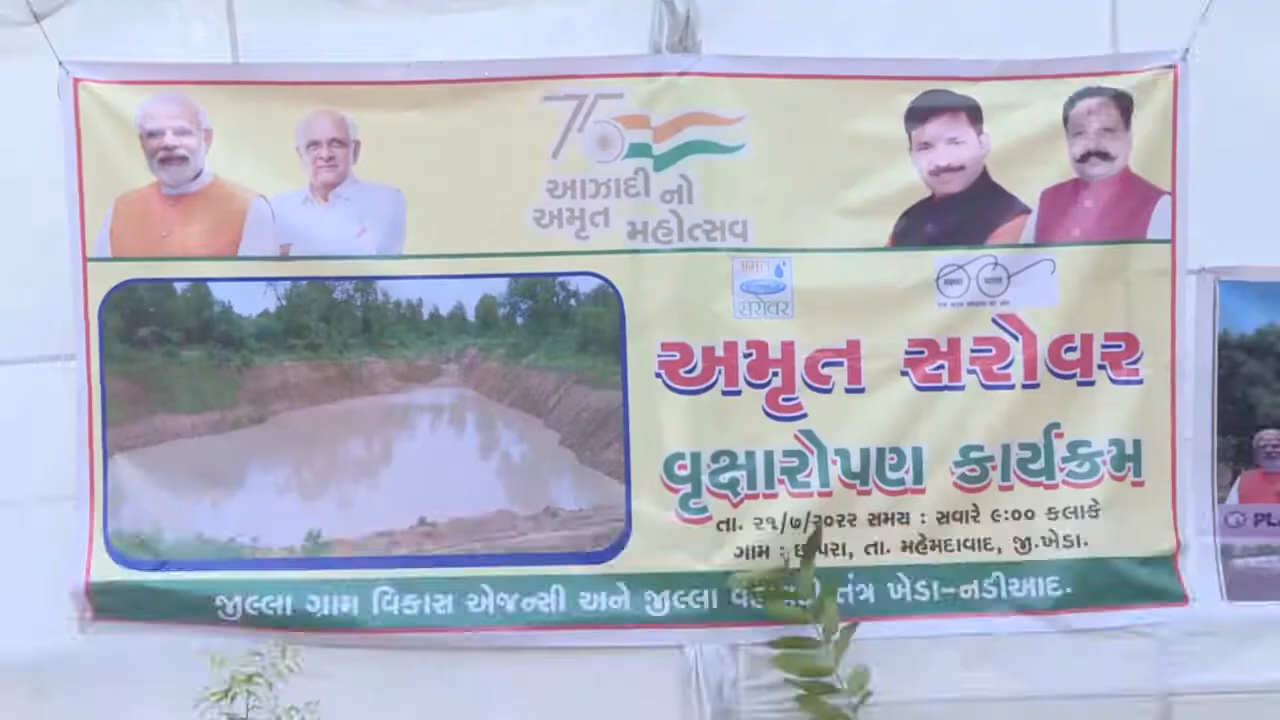 75
આઝાદી નો
અમૃત મહોત્સવ
સરોવર
અમૃત સરોવર
વૃક્ષારોપણ કાર્યક્રમ
તા. ૨૧/૭/૨૦૨૨ સમય : સવારે ૯:૦૦ કલાકે
ગામ : છાપરા, તા. મહેમદાવાદ, જી.ખેડા.
જીલ્લા ગ્રામ વિકાસ એજન્સી અને જીલ્લા તંત્ર ખેડા-નડીઆદ.
PL